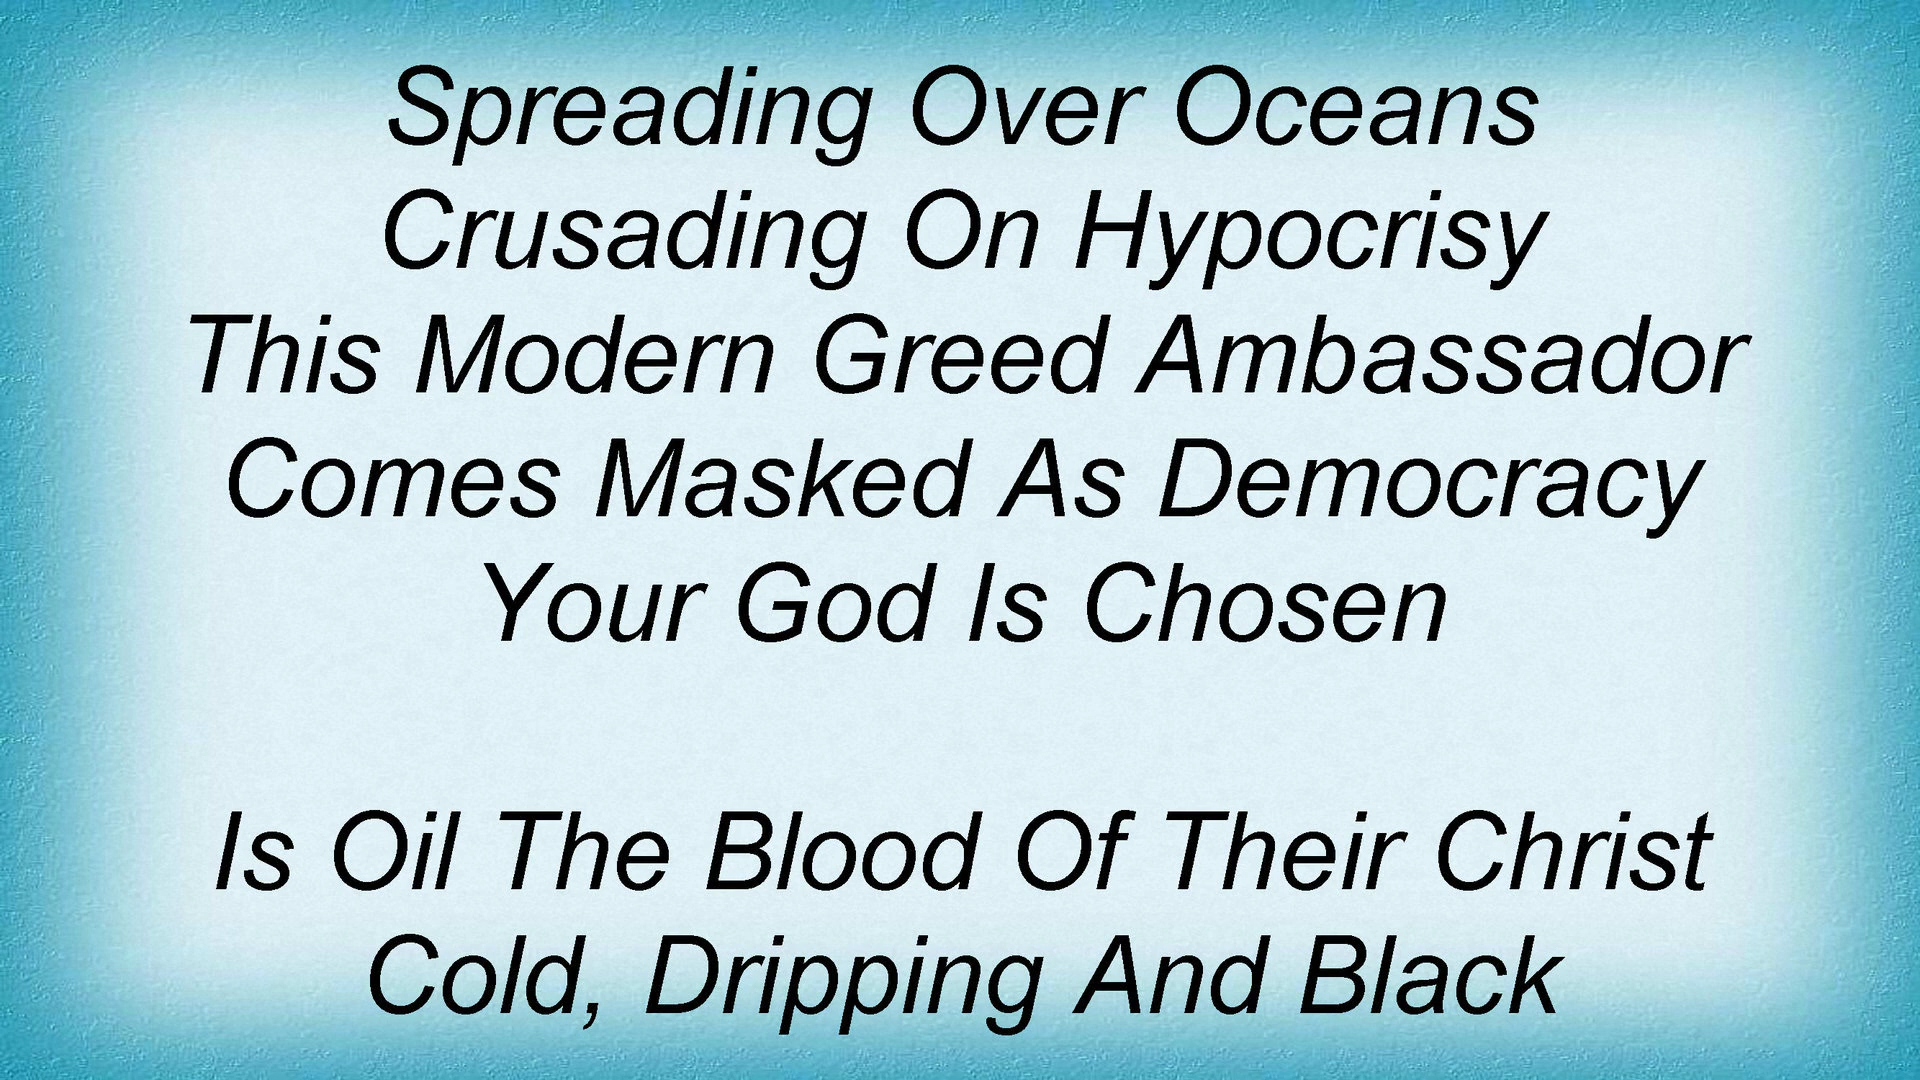 Spreading Over Oceans
Crusading On Hypocrisy
This Modern Greed Ambassador
Comes Masked As Democracy
Your God Is Chosen
Is Oil The Blood Of Their Christ
Cold, Dripping And Black